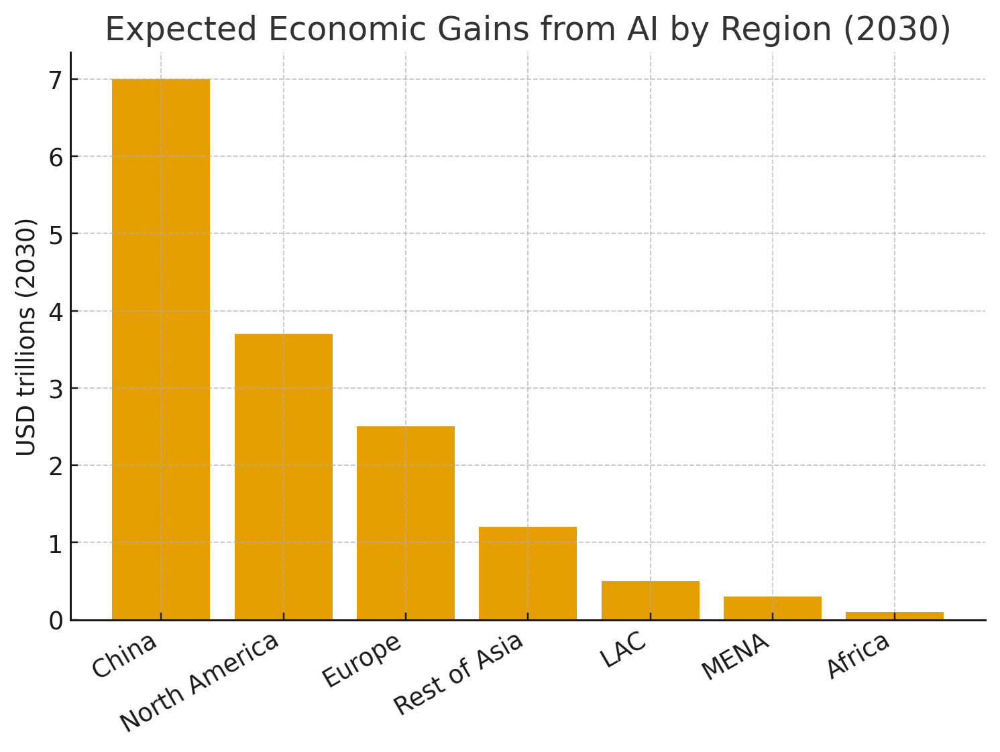 Expected Economic Gains from AI by Region (2030)
USD trillions (2030)
7
6
5
4
3
2
1
0
China
North America
Europe
Rest of Asia
LAC
MENA
Africa